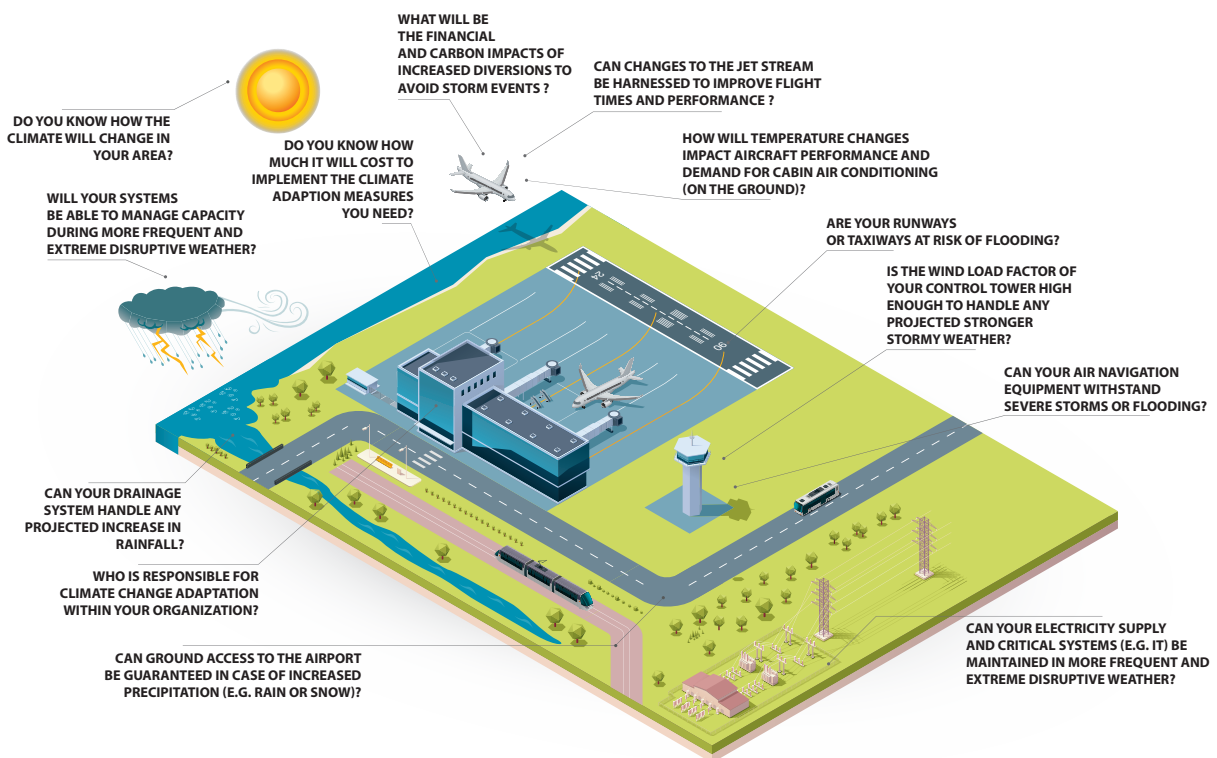 WHAT WILL BE
THE FINANCIAL
AND CARBON IMPACTS OF
INCREASED DIVERSIONS TO
AVOID STORM EVENTS ?
CAN CHANGES TO THE JET STREAM
BE HARNESSED TO IMPROVE FLIGHT
TIMES AND PERFORMANCE ?
DO YOU KNOW HOW THE
CLIMATE WILL CHANGE IN
YOUR AREA?
DO YOU KNOW HOW
MUCH IT WILL COST TO
IMPLEMENT THE CLIMATE
ADAPTION MEASURES
YOU NEED?
HOW WILL TEMPERATURE CHANGES
IMPACT AIRCRAFT PERFORMANCE AND
DEMAND FOR CABIN AIR CONDITIONING
(ON THE GROUND)?
WILL YOUR SYSTEMS
BE ABLE TO MANAGE CAPACITY
DURING MORE FREQUENT AND
EXTREME DISRUPTIVE WEATHER?
ARE YOUR RUNWAYS
OR TAXIWAYS AT RISK OF FLOODING?
IS THE WIND LOAD FACTOR OF
YOUR CONTROL TOWER HIGH
ENOUGH TO HANDLE ANY
PROJECTED STRONGER
STORMY WEATHER?
24
06
CAN YOUR AIR NAVIGATION
EQUIPMENT WITHSTAND
SEVERE STORMS OR FLOODING?
CAN YOUR DRAINAGE
SYSTEM HANDLE ANY
PROJECTED INCREASE IN
RAINFALL?
WHO IS RESPONSIBLE FOR
CLIMATE CHANGE ADAPTATION
WITHIN YOUR ORGANIZATION?
CAN GROUND ACCESS TO THE AIRPORT
BE GUARANTEED IN CASE OF INCREASED
PRECIPITATION (E.G. RAIN OR SNOW)?
CAN YOUR ELECTRICITY SUPPLY
AND CRITICAL SYSTEMS (E.G. IT) BE
MAINTAINED IN MORE FREQUENT AND
EXTREME DISRUPTIVE WEATHER?